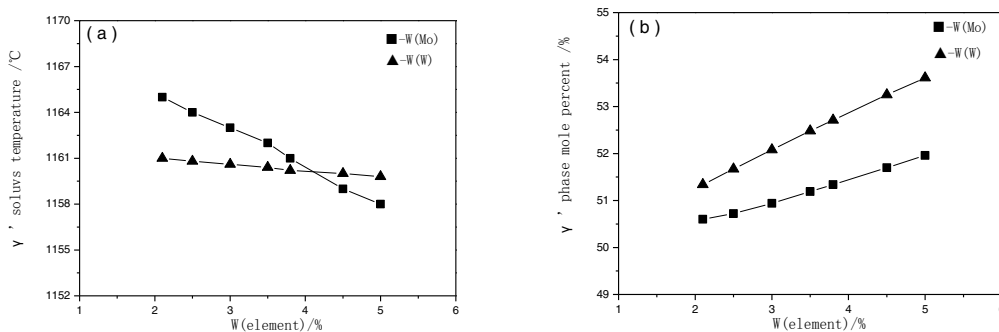 (a)
-W(Mo)
-W(W)
1170
1167
1164
1161
1158
1155
1152
γ ' soluvs temperature /℃
1 2 3 4 5 6
W(element)/%
(b)
-W(Mo)
-W(W)
55
54
53
52
51
50
49
γ ' phase mole percent /%
1 2 3 4 5
W(element)/%